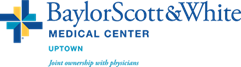 BaylorScott&White
MEDICAL CENTER
UPTOWN
Joint ownership with physicians